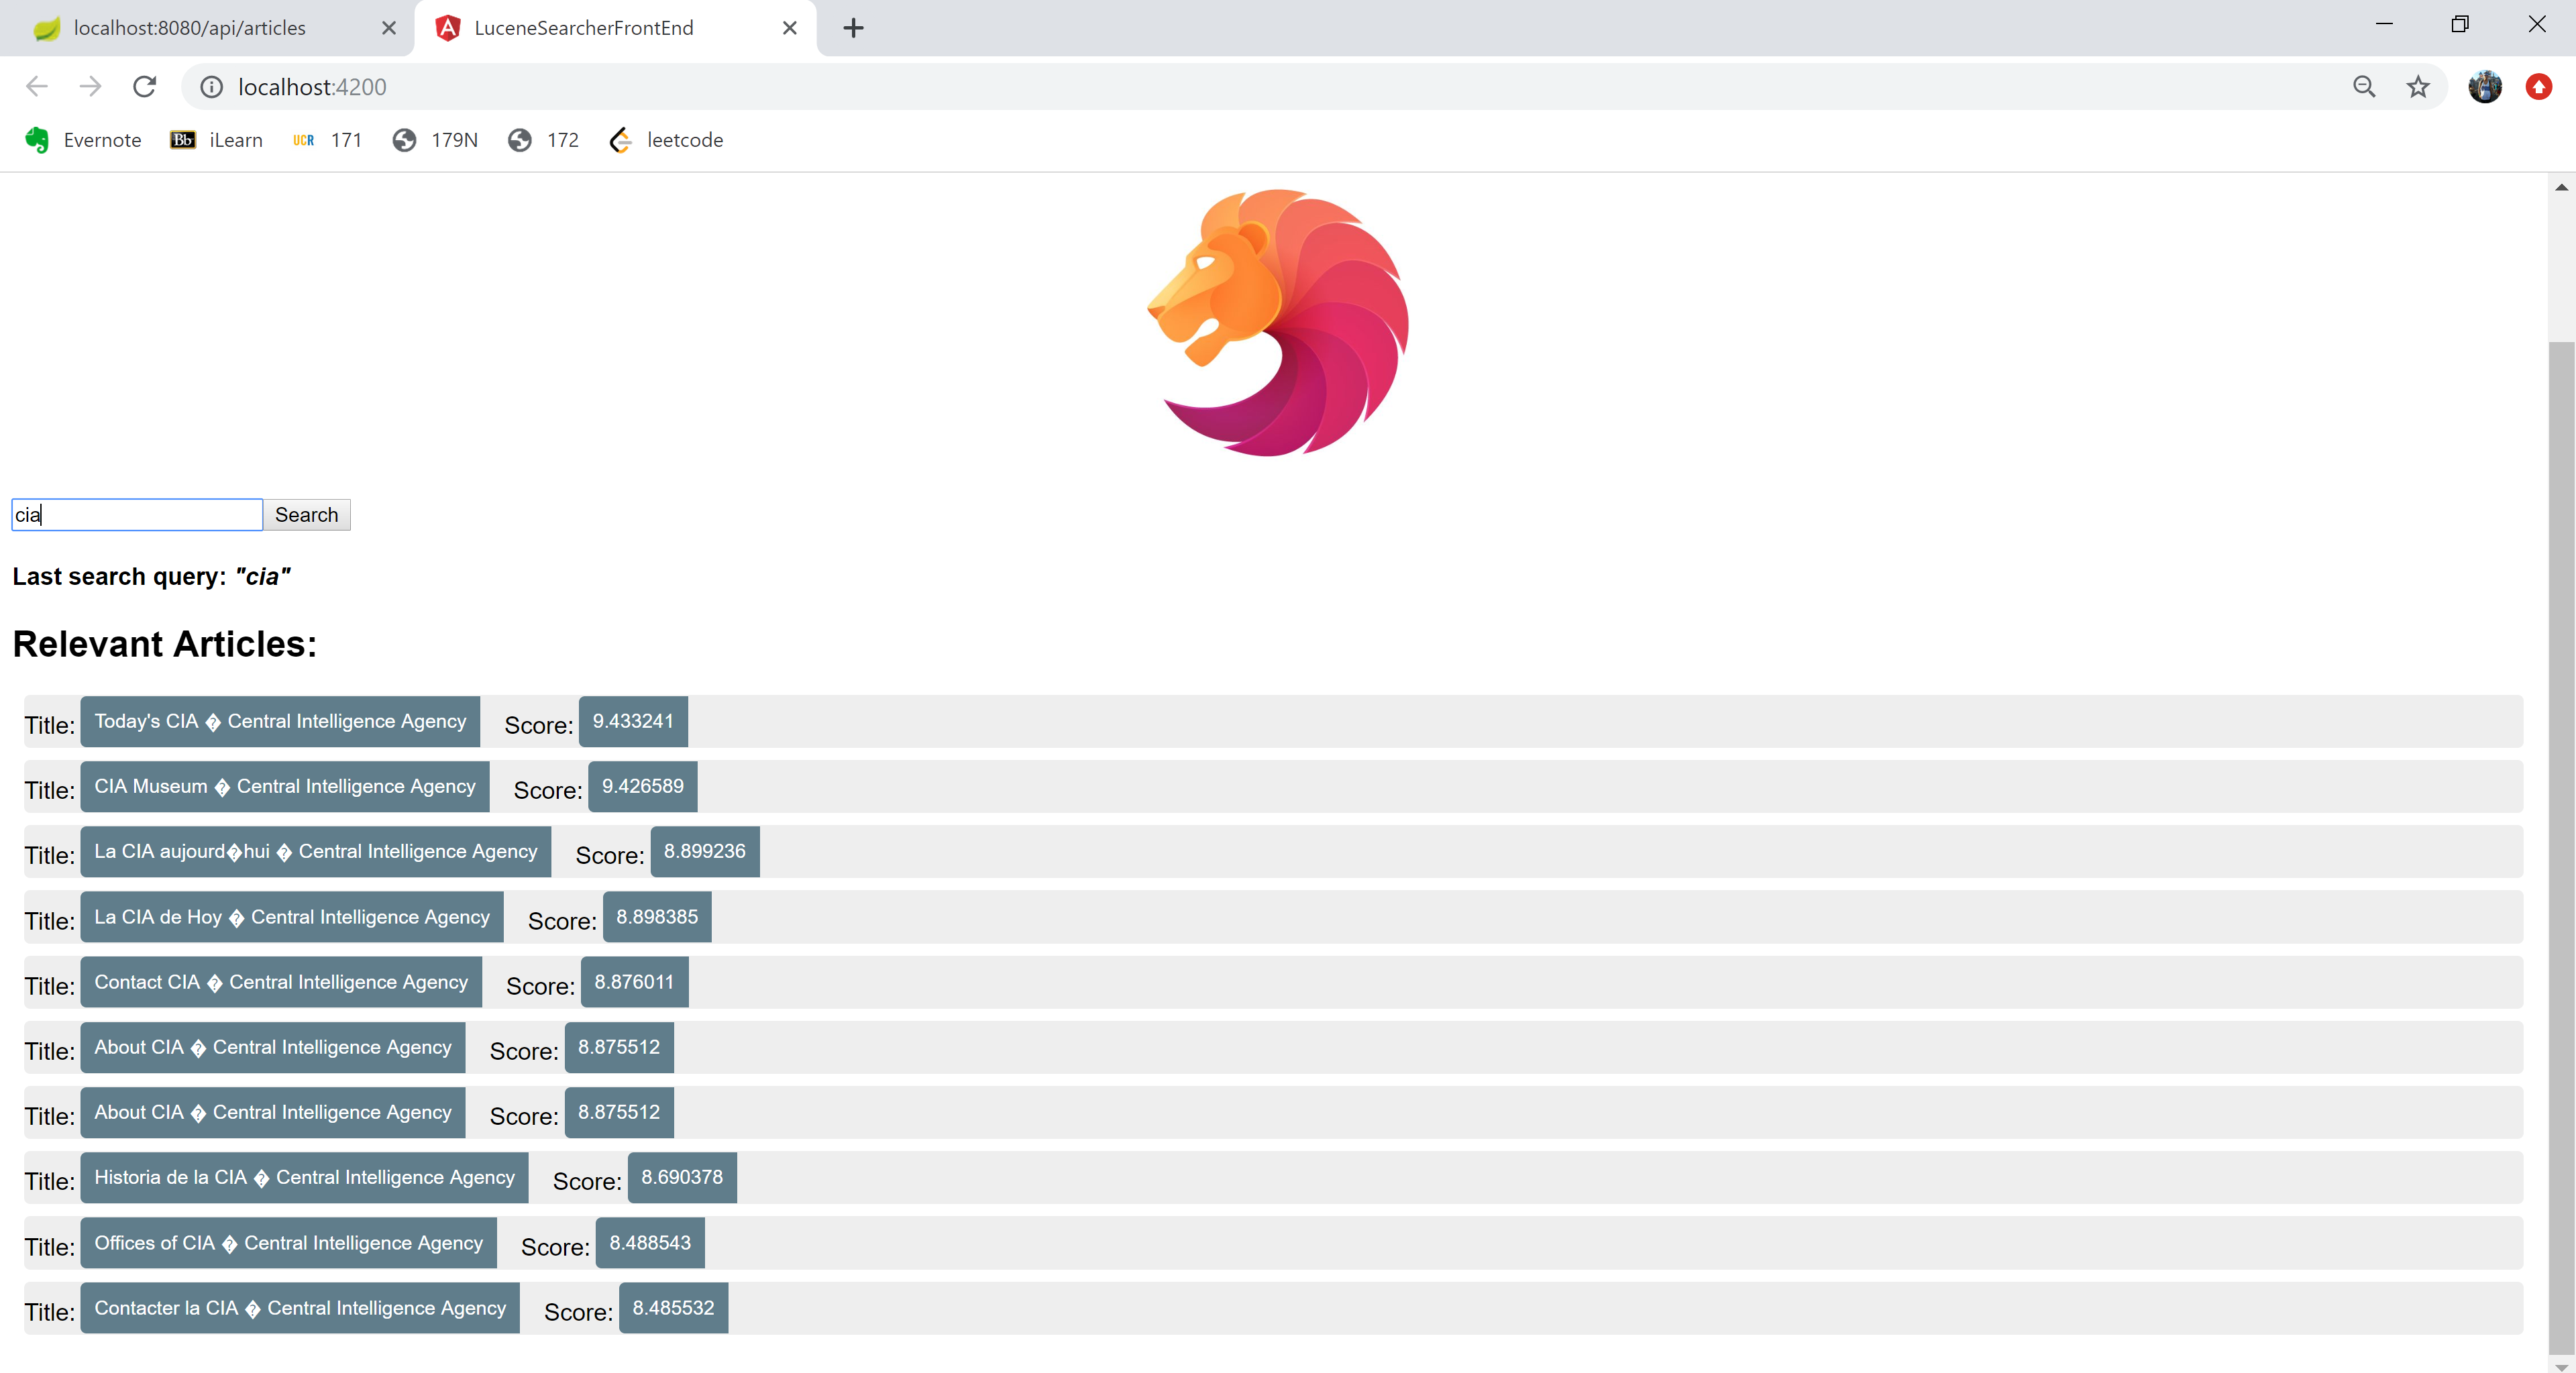 localhost:8080/api/articles LuceneSearcherFrontEnd
localhost:4200
Evernote Bb iLearn UCR 171 179N 172 leetcode
cia Search
Last search query: "cia"
Relevant Articles:
Title: Today's CIA � Central Intelligence Agency Score: 9.433241
Title: CIA Museum � Central Intelligence Agency Score: 9.426589
Title: La CIA aujourd�hui � Central Intelligence Agency Score: 8.899236
Title: La CIA de Hoy � Central Intelligence Agency Score: 8.898385
Title: Contact CIA � Central Intelligence Agency Score: 8.876011
Title: About CIA � Central Intelligence Agency Score: 8.875512
Title: About CIA � Central Intelligence Agency Score: 8.875512
Title: Historia de la CIA � Central Intelligence Agency Score: 8.690378
Title: Offices of CIA � Central Intelligence Agency Score: 8.488543
Title: Contacter la CIA � Central Intelligence Agency Score: 8.485532